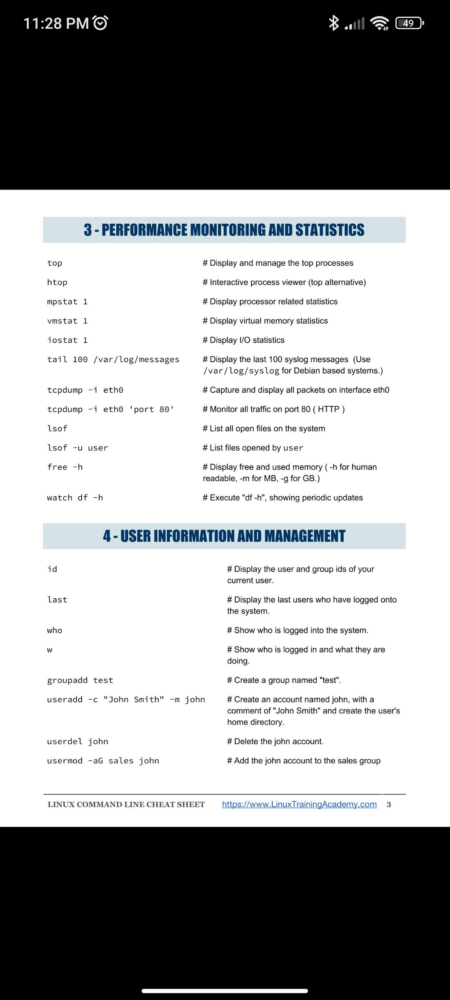 11:28 PM
49
3 - PERFORMANCE MONITORING AND STATISTICS
top # Display and manage the top processes
htop # Interactive process viewer (top alternative)
mpstat 1 # Display processor related statistics
vmstat 1 # Display virtual memory statistics
iostat 1 # Display I/O statistics
tail 100 /var/log/messages # Display the last 100 syslog messages (Use
/var/log/syslog for Debian based systems.)
tcpdump -i eth0 # Capture and display all packets on interface eth0
tcpdump -i eth0 'port 80' # Monitor all traffic on port 80 ( HTTP )
lsof # List all open files on the system
lsof -u user # List files opened by user
free -h # Display free and used memory ( -h for human
readable, -m for MB, -g for GB.)
watch df -h # Execute "df -h", showing periodic updates
4 - USER INFORMATION AND MANAGEMENT
id # Display the user and group ids of your
current user.
last # Display the last users who have logged onto
the system.
who # Show who is logged into the system.
w # Show who is logged in and what they are
doing.
groupadd test # Create a group named "test".
useradd -c "John Smith" -m john # Create an account named john, with a
comment of "John Smith" and create the user's
home directory.
userdel john # Delete the john account.
usermod -aG sales john # Add the john account to the sales group
LINUX COMMAND LINE CHEAT SHEET https://www.LinuxTrainingAcademy.com 3